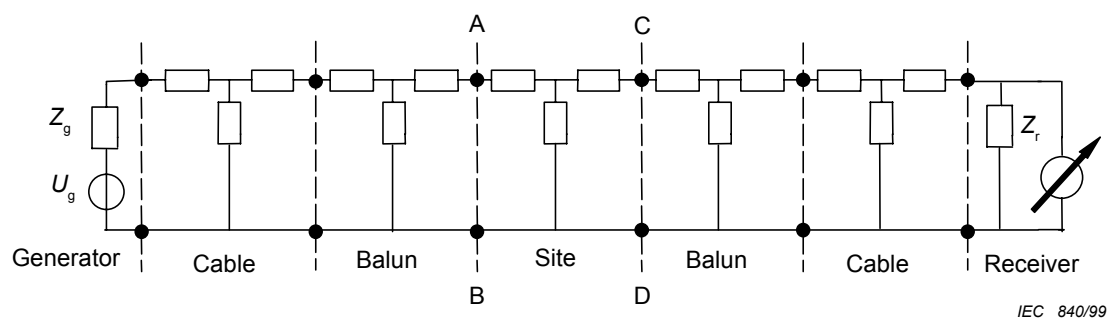 A C
Z_g
U_g
Z_r
Generator Cable Balun Site Balun Cable Receiver
B D
IEC 840/99